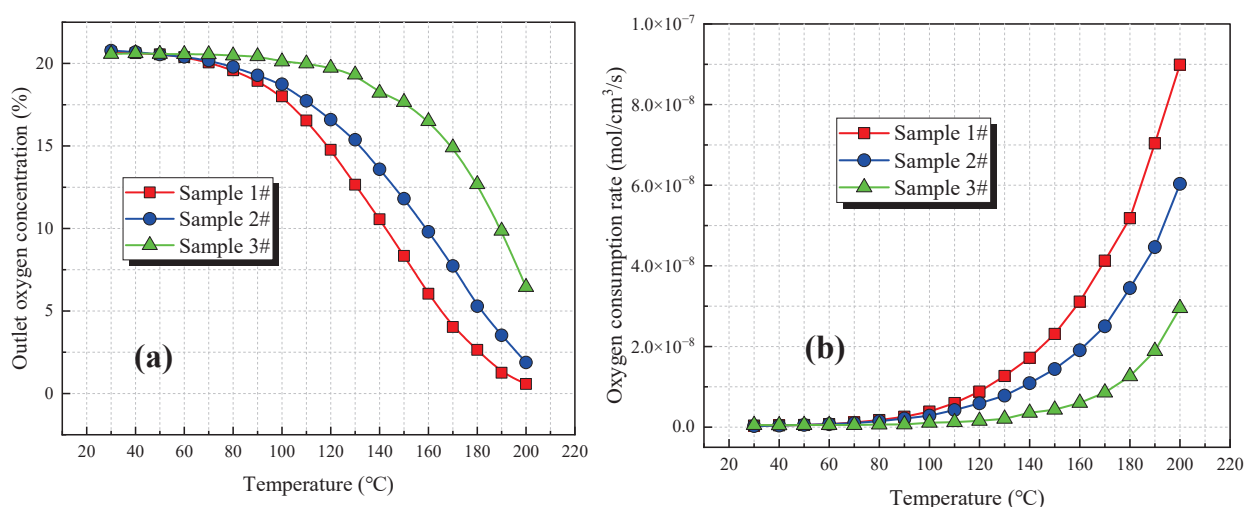 Outlet oxygen concentration (%)
20
15
10
5
0
Sample 1#
Sample 2#
Sample 3#
(a)
20 40 60 80 100 120 140 160 180 200 220
Temperature (℃)
Oxygen consumption rate (mol/cm³/s)
1.0×10⁻⁷
8.0×10⁻⁸
6.0×10⁻⁸
4.0×10⁻⁸
2.0×10⁻⁸
0.0
Sample 1#
Sample 2#
Sample 3#
(b)
20 40 60 80 100 120 140 160 180 200 220
Temperature (℃)